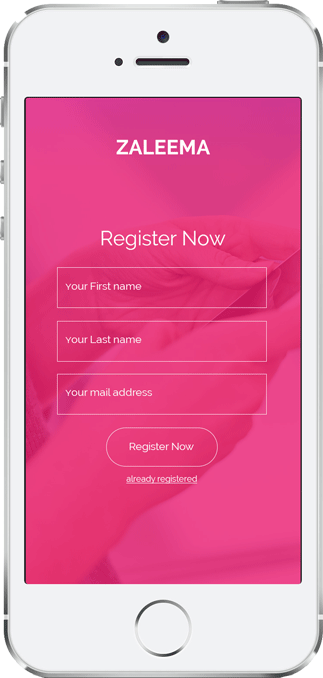 ZALEEMA
Register Now
your First name
your Last name
your mail address
Register Now
already registered